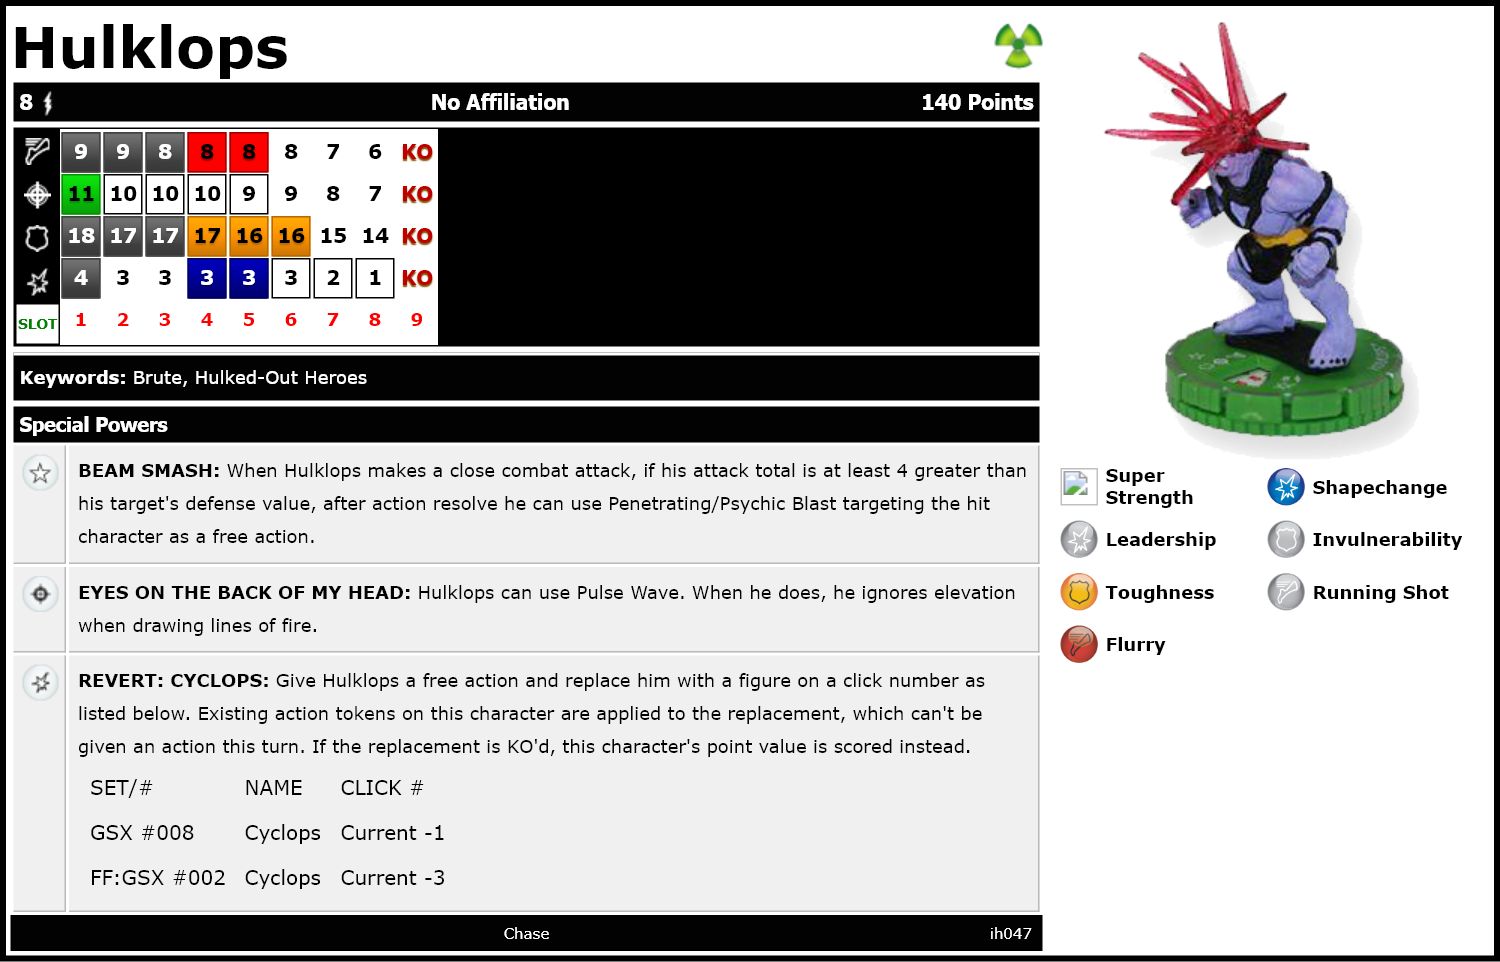 Hulklops
8 No Affiliation 140 Points
9 9 8 8 8 8 7 6 KO
11 10 10 10 9 9 8 7 KO
18 17 17 17 16 16 15 14 KO
4 3 3 3 3 3 2 1 KO
SLOT 1 2 3 4 5 6 7 8 9
Keywords: Brute, Hulked-Out Heroes
Special Powers
BEAM SMASH: When Hulklops makes a close combat attack, if his attack total is at least 4 greater than
his target's defense value, after action resolve he can use Penetrating/Psychic Blast targeting the hit
character as a free action.
EYES ON THE BACK OF MY HEAD: Hulklops can use Pulse Wave. When he does, he ignores elevation
when drawing lines of fire.
REVERT: CYCLOPS: Give Hulklops a free action and replace him with a figure on a click number as
listed below. Existing action tokens on this character are applied to the replacement, which can't be
given an action this turn. If the replacement is KO'd, this character's point value is scored instead.
SET/# NAME CLICK #
GSX #008 Cyclops Current -1
FF:GSX #002 Cyclops Current -3
Chase ih047
Super
Strength
Shapechange
Leadership
Invulnerability
Toughness
Running Shot
Flurry